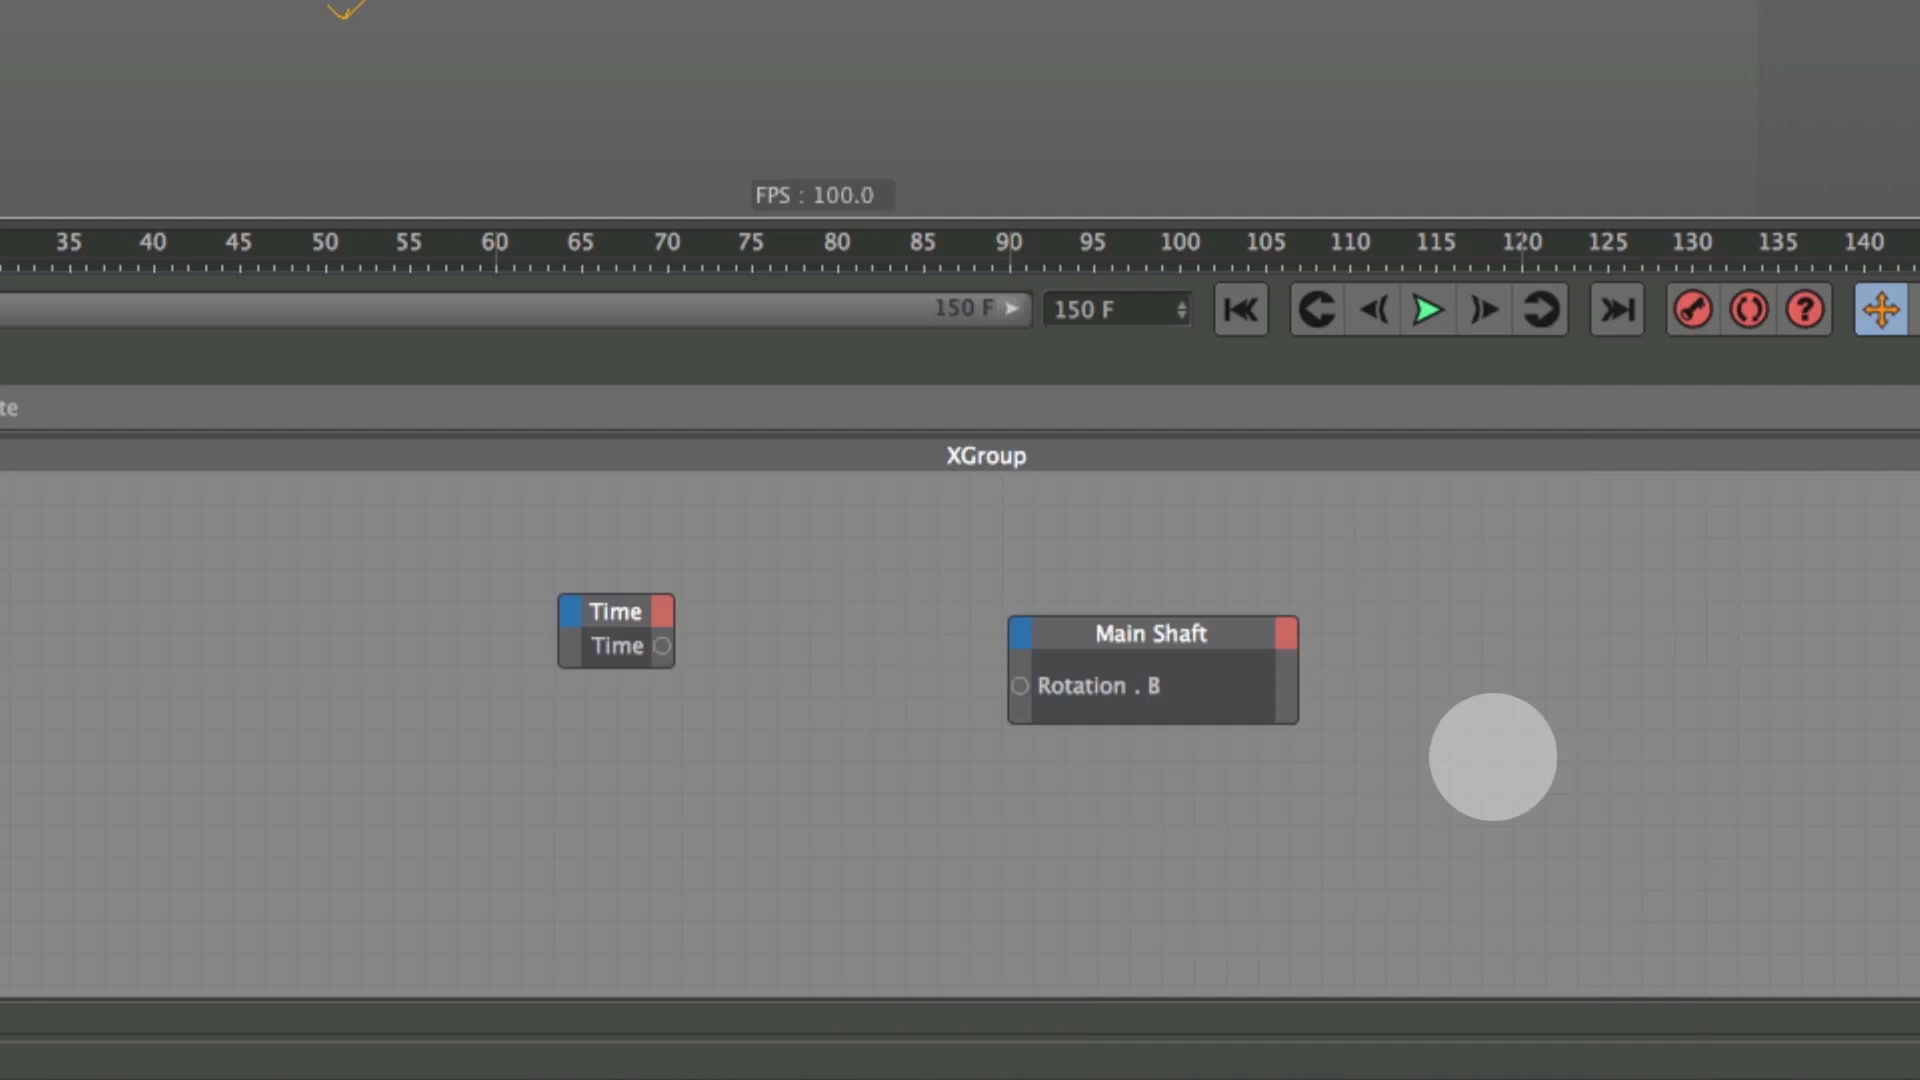 FPS : 100.0
35 40 45 50 55 60 65 70 75 80 85 90 95 100 105 110 115 120 125 130 135 140
150 F 150 F
te
XGroup
Time
Time
Main Shaft
Rotation . B